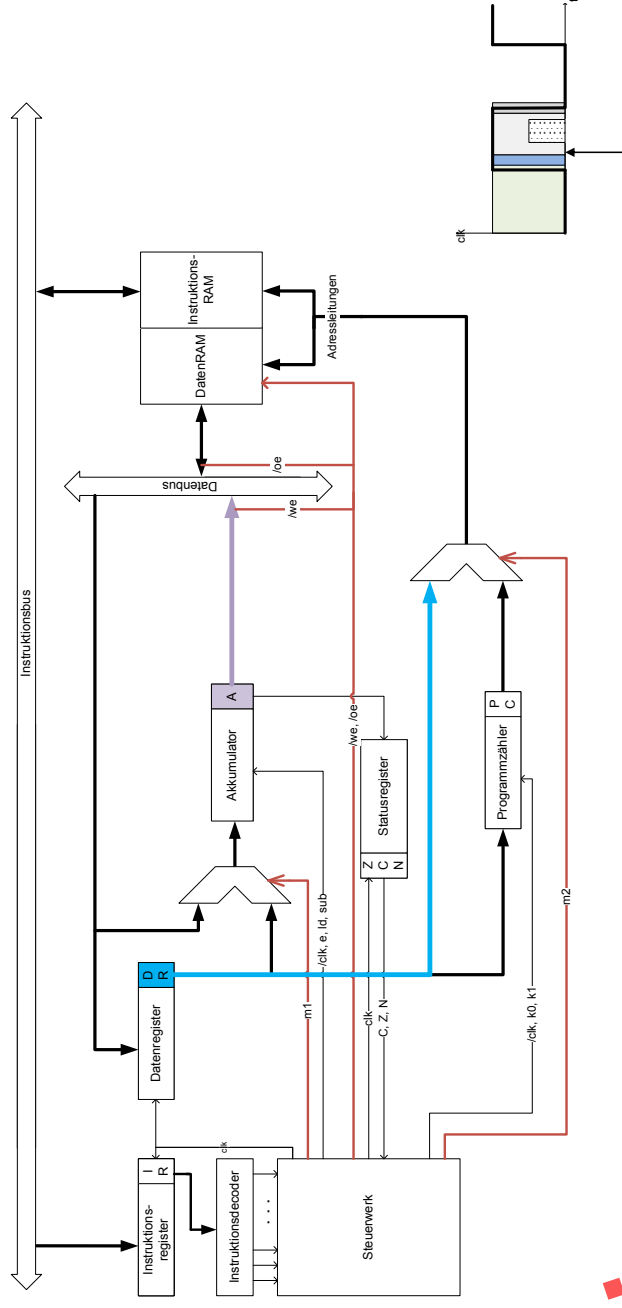 Instruktionsbus
Instruktions-
register
I
R
Datenregister
D
R
Instruktionsdecoder
. . .
Steuerwerk
clk
m1
/clk, e, ld, sub
/we, /oe
clk
C, Z, N
/clk, k0, k1
m2
Akkumulator
A
Statusregister
Z
C
N
Programmzähler
P
C
Datenbus
/we
/oe
DatenRAM
Instruktions-
RAM
Adressleitungen
clk